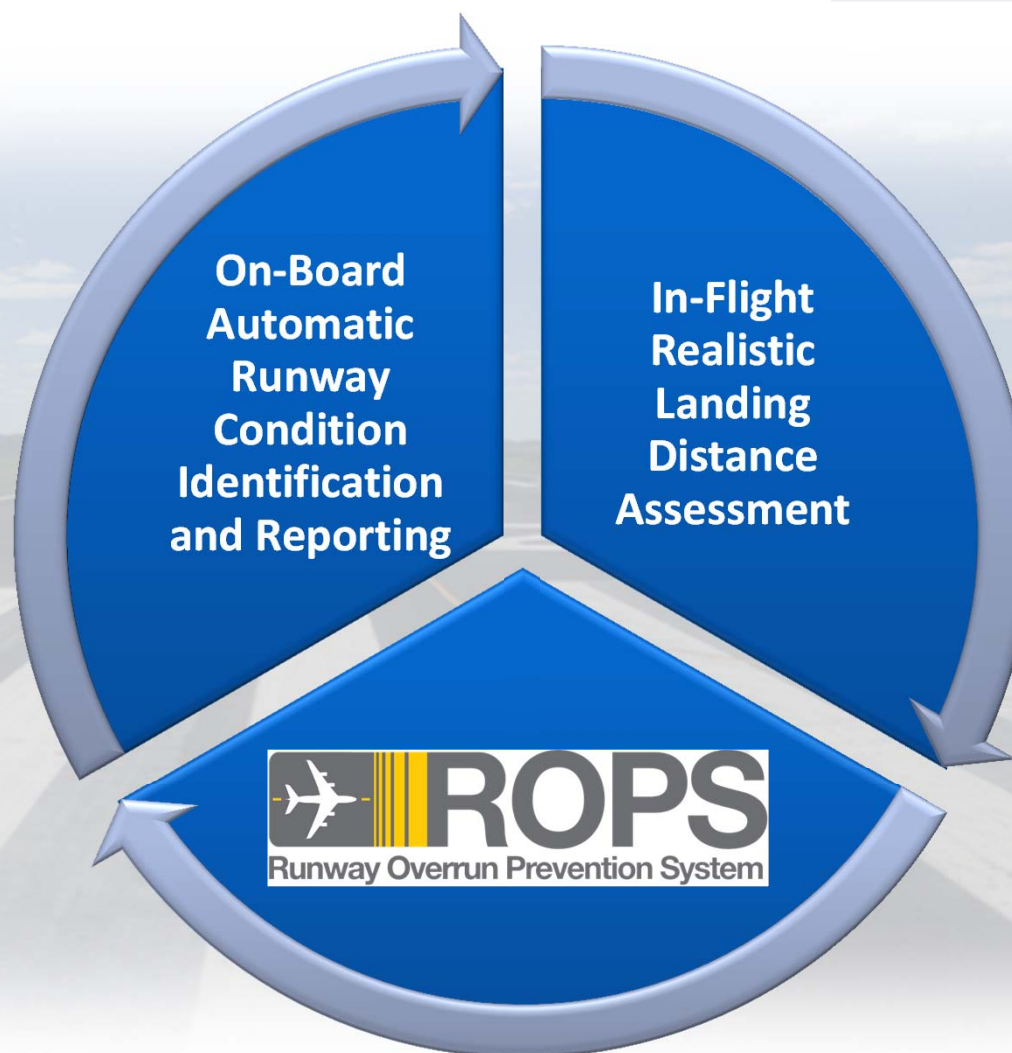 On-Board
Automatic
Runway
Condition
Identification
and Reporting
In-Flight
Realistic
Landing
Distance
Assessment
ROPS
Runway Overrun Prevention System